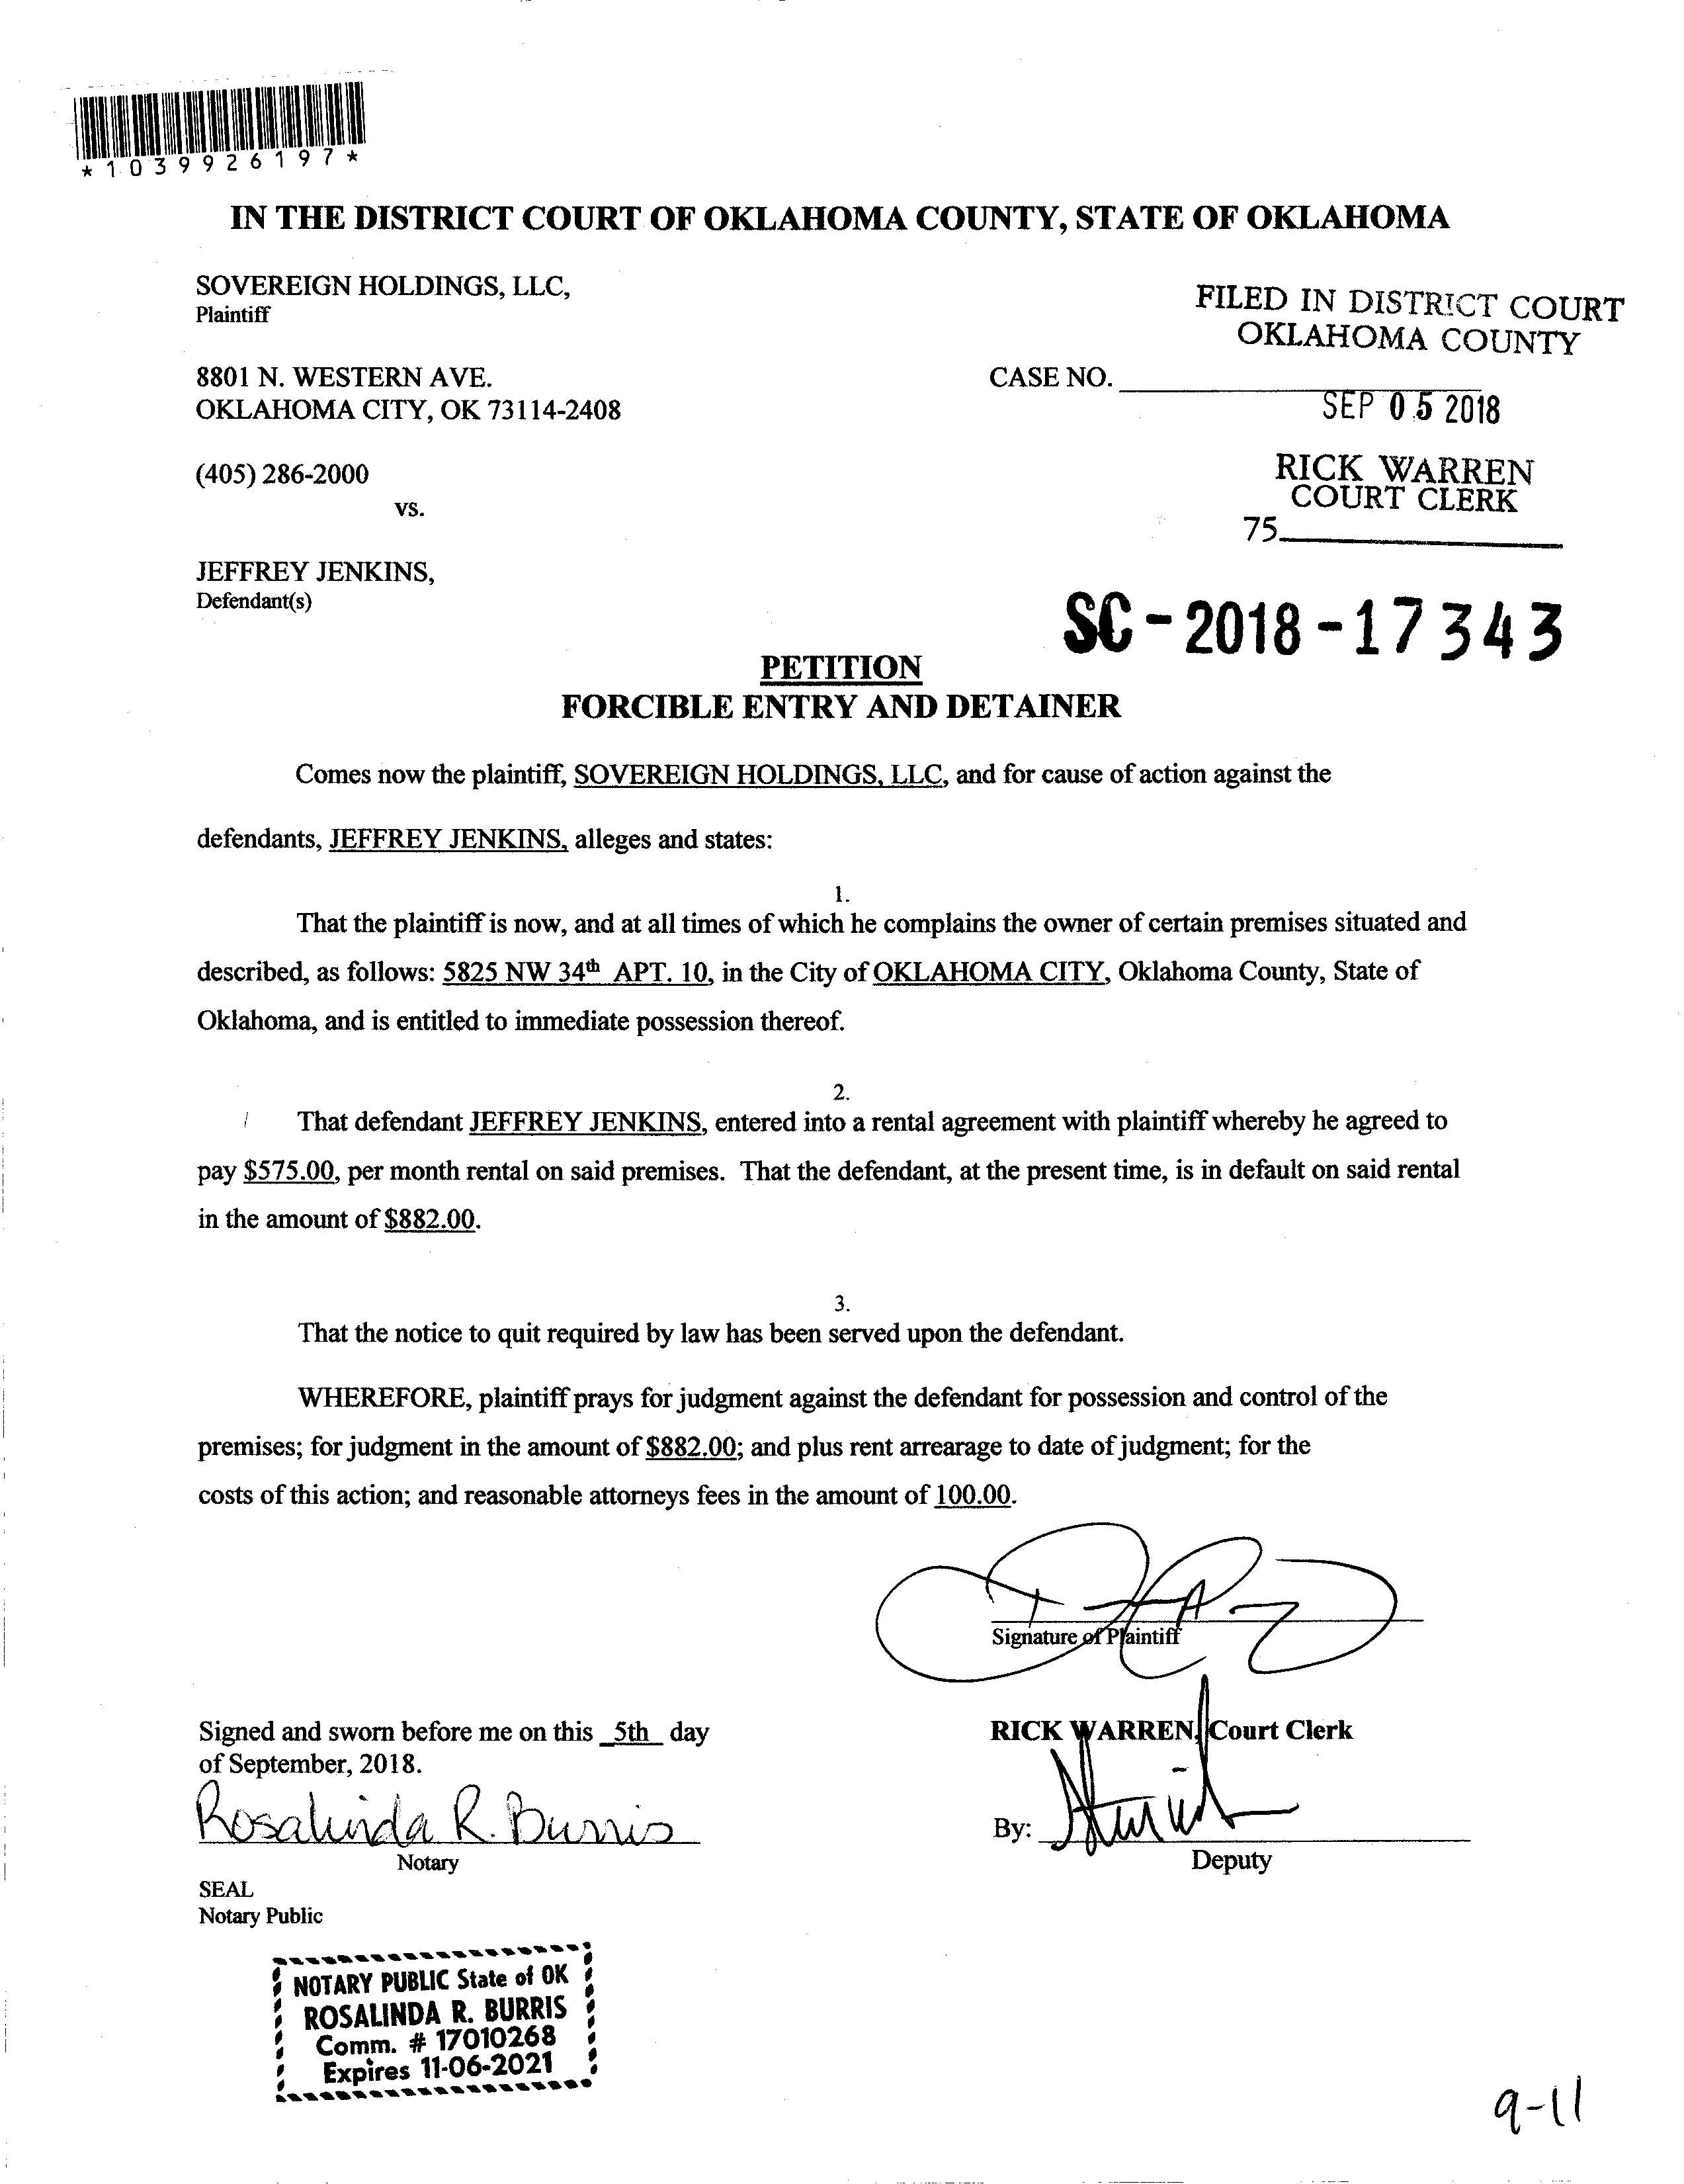 *1039926197*
IN THE DISTRICT COURT OF OKLAHOMA COUNTY, STATE OF OKLAHOMA
SOVEREIGN HOLDINGS, LLC,
Plaintiff
FILED IN DISTRICT COURT
OKLAHOMA COUNTY
8801 N. WESTERN AVE.
OKLAHOMA CITY, OK 73114-2408
CASE NO.
SEP 05 2018
(405) 286-2000
vs.
RICK WARREN
COURT CLERK
75
JEFFREY JENKINS,
Defendant(s)
SC-2018-17343
PETITION
FORCIBLE ENTRY AND DETAINER
Comes now the plaintiff, SOVEREIGN HOLDINGS, LLC, and for cause of action against the
defendants, JEFFREY JENKINS, alleges and states:
1.
That the plaintiff is now, and at all times of which he complains the owner of certain premises situated and
described, as follows: 5825 NW 34th APT. 10, in the City of OKLAHOMA CITY, Oklahoma County, State of
Oklahoma, and is entitled to immediate possession thereof.
2.
That defendant JEFFREY JENKINS, entered into a rental agreement with plaintiff whereby he agreed to
pay $575.00, per month rental on said premises. That the defendant, at the present time, is in default on said rental
in the amount of $882.00.
3.
That the notice to quit required by law has been served upon the defendant.
WHEREFORE, plaintiff prays for judgment against the defendant for possession and control of the
premises; for judgment in the amount of $882.00; and plus rent arrearage to date of judgment; for the
costs of this action; and reasonable attorneys fees in the amount of 100.00.
Signature of Plaintiff
Signed and sworn before me on this 5th day
of September, 2018.
RICK WARREN, Court Clerk
Rosalinda R. Burris
By:
Notary
Deputy
SEAL
Notary Public
NOTARY PUBLIC State of OK
ROSALINDA R. BURRIS
Comm. # 17010268
Expires 11-06-2021
9-11